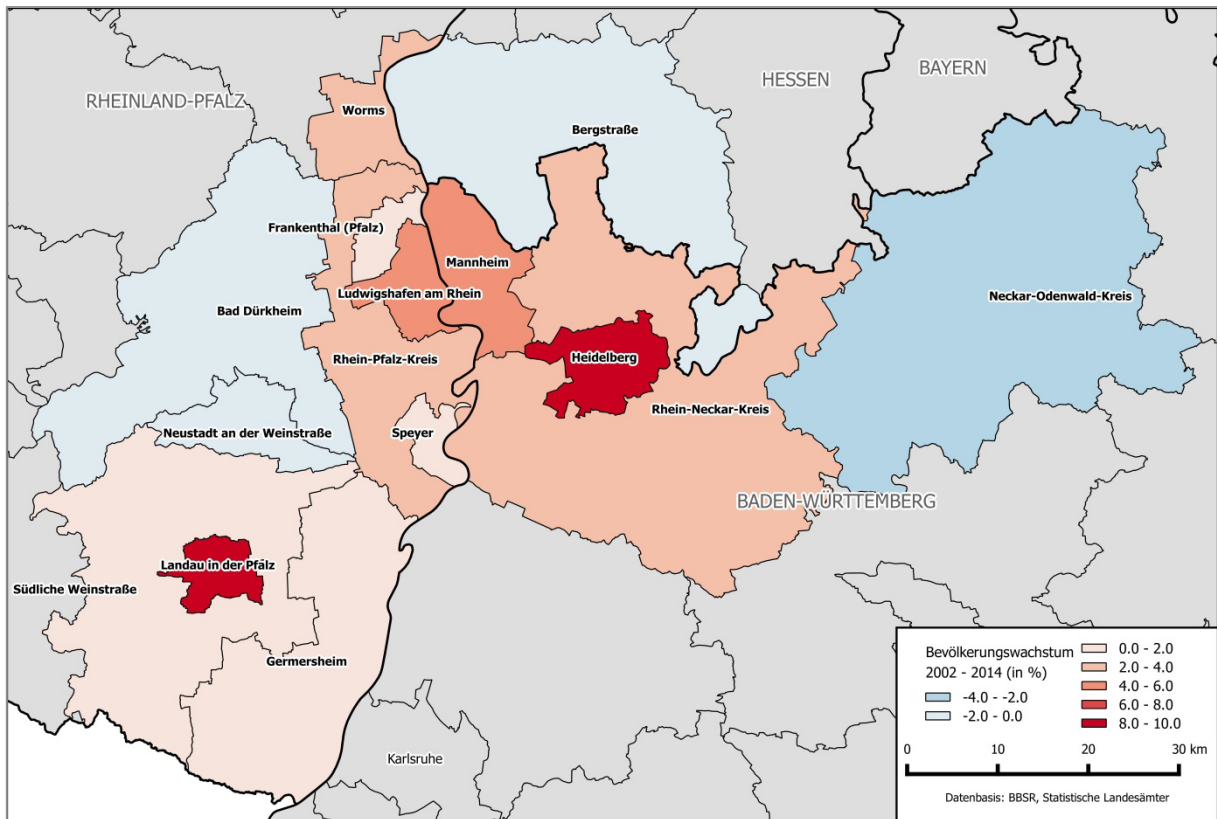 HESSEN
BAYERN
RHEINLAND-PFALZ
Worms
Bergstraße
Frankenthal (Pfalz)
Mannheim
Ludwigshafen am Rhein
Neckar-Odenwald-Kreis
Bad Dürkheim
Rhein-Pfalz-Kreis
Heidelberg
Rhein-Neckar-Kreis
Neustadt an der Weinstraße
Speyer
BADEN-WÜRTTEMBERG
Landau in der Pfalz
Südliche Weinstraße
Germersheim
Karlsruhe
Bevölkerungswachstum
2002 - 2014 (in %)
-4.0 - -2.0
-2.0 - 0.0
0.0 - 2.0
2.0 - 4.0
4.0 - 6.0
6.0 - 8.0
8.0 - 10.0
0 10 20 30 km
Datenbasis: BBSR, Statistische Landesämter